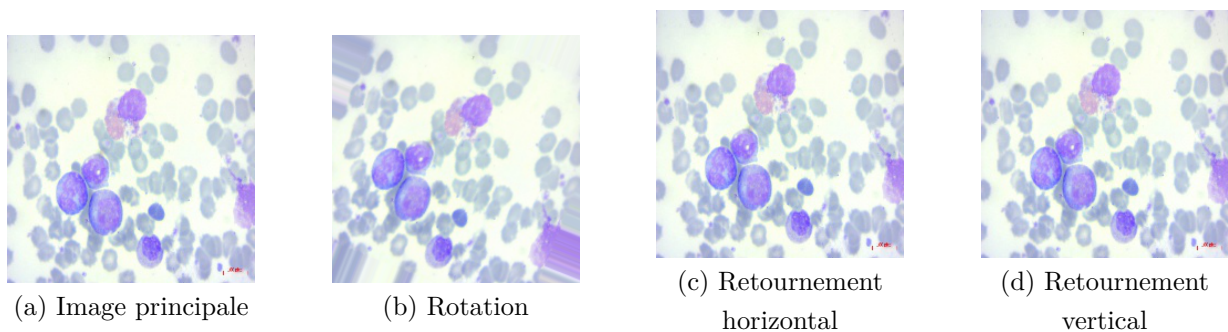 (a) Image principale
(b) Rotation
(c) Retournement
horizontal
(d) Retournement
vertical